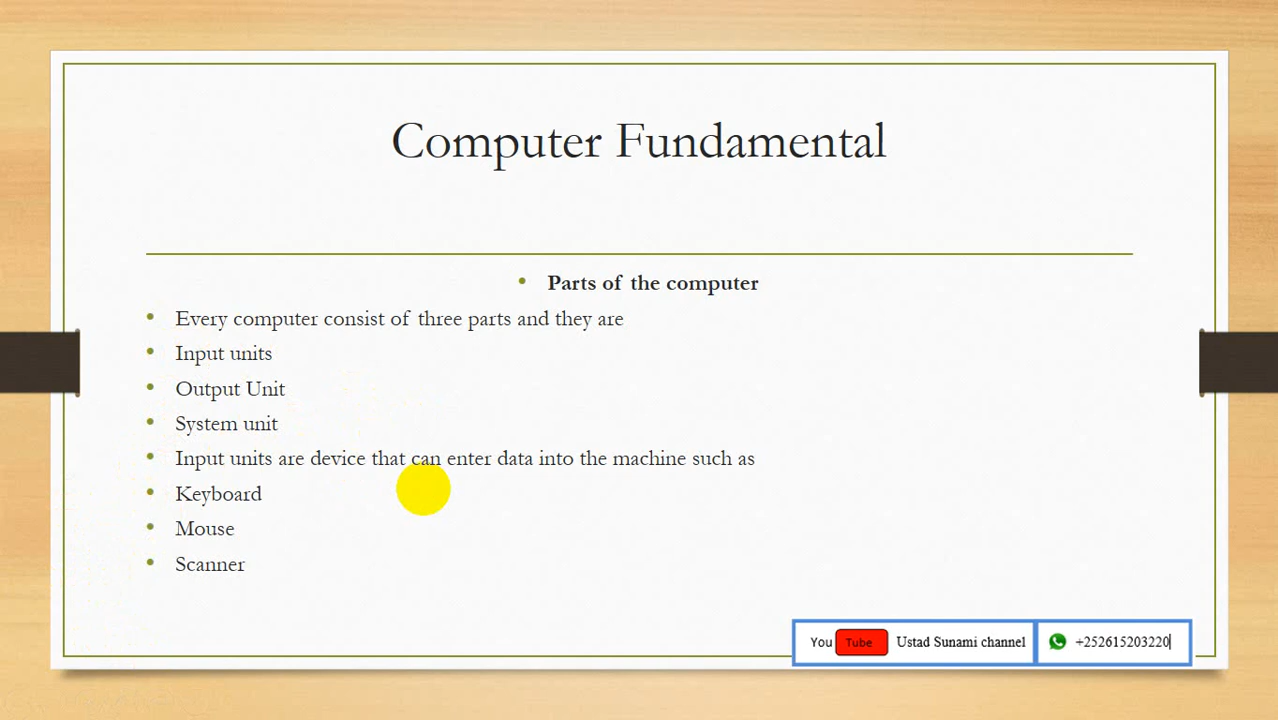 Computer Fundamental
• Parts of the computer
• Every computer consist of three parts and they are
• Input units
• Output Unit
• System unit
• Input units are device that can enter data into the machine such as
• Keyboard
• Mouse
• Scanner
You Tube Ustad Sunami channel +252615203220